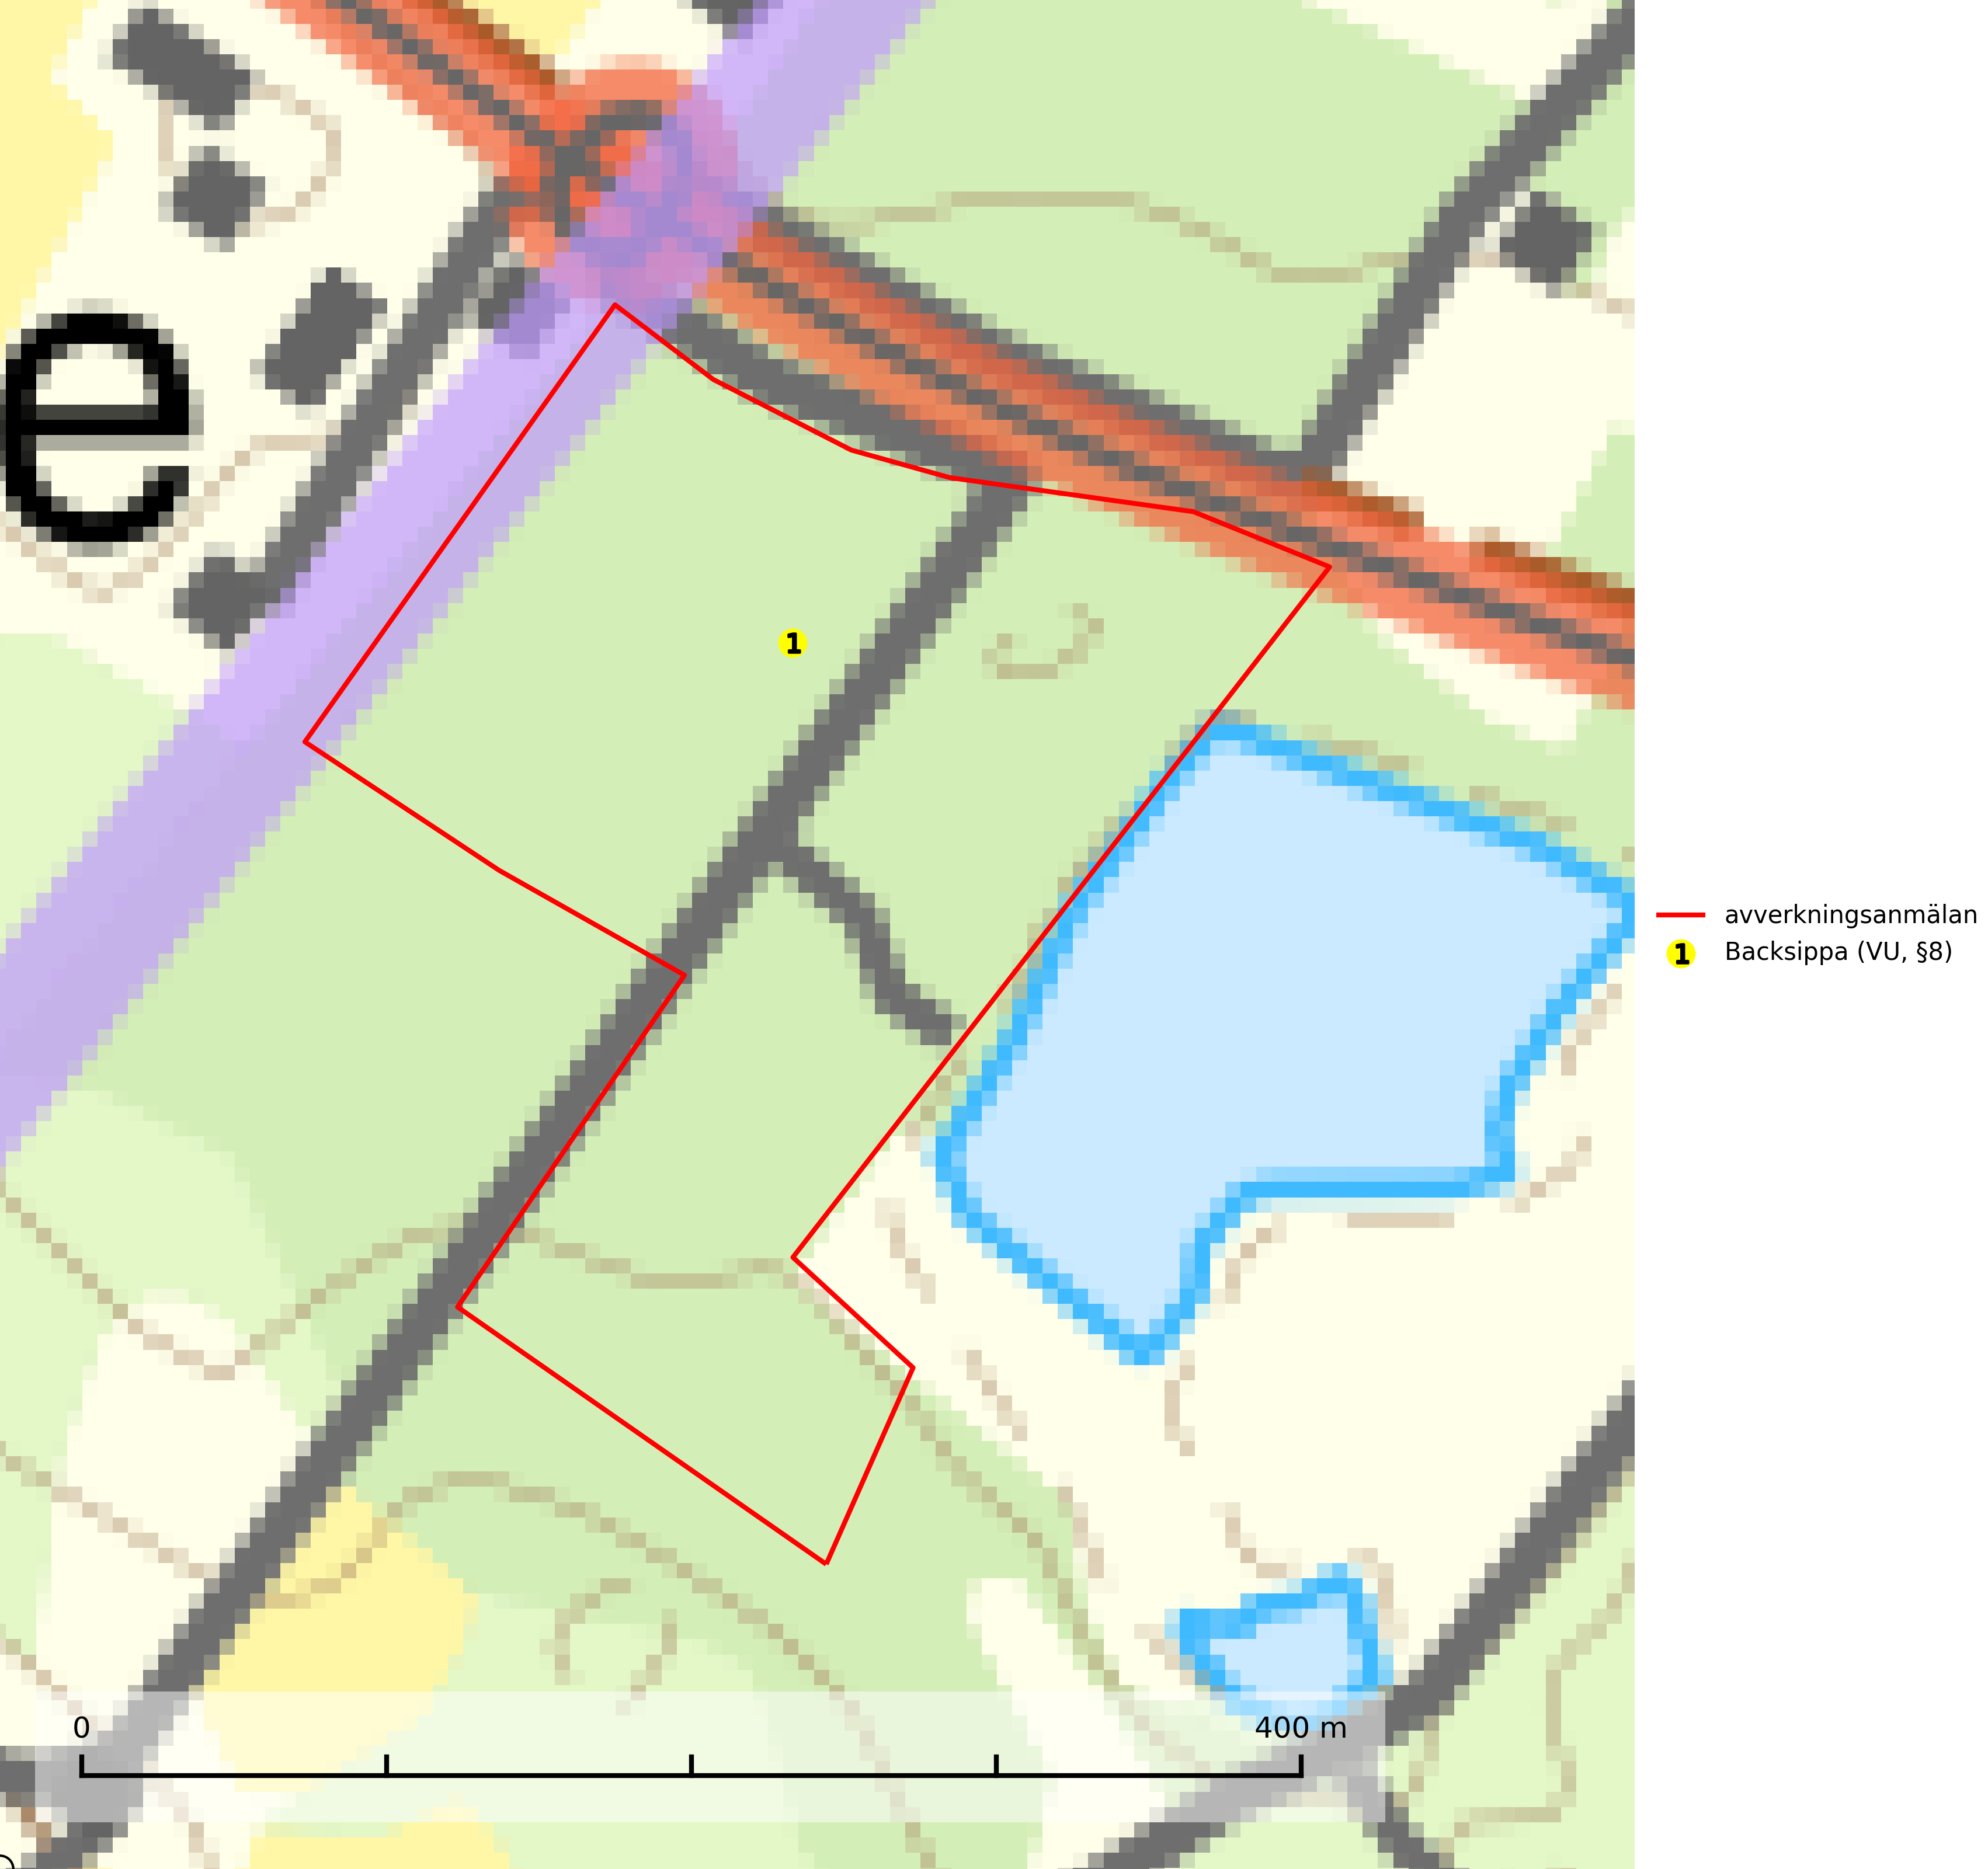 e
1
avverkningsanmälan
1 Backsippa (VU, §8)
0 400 m